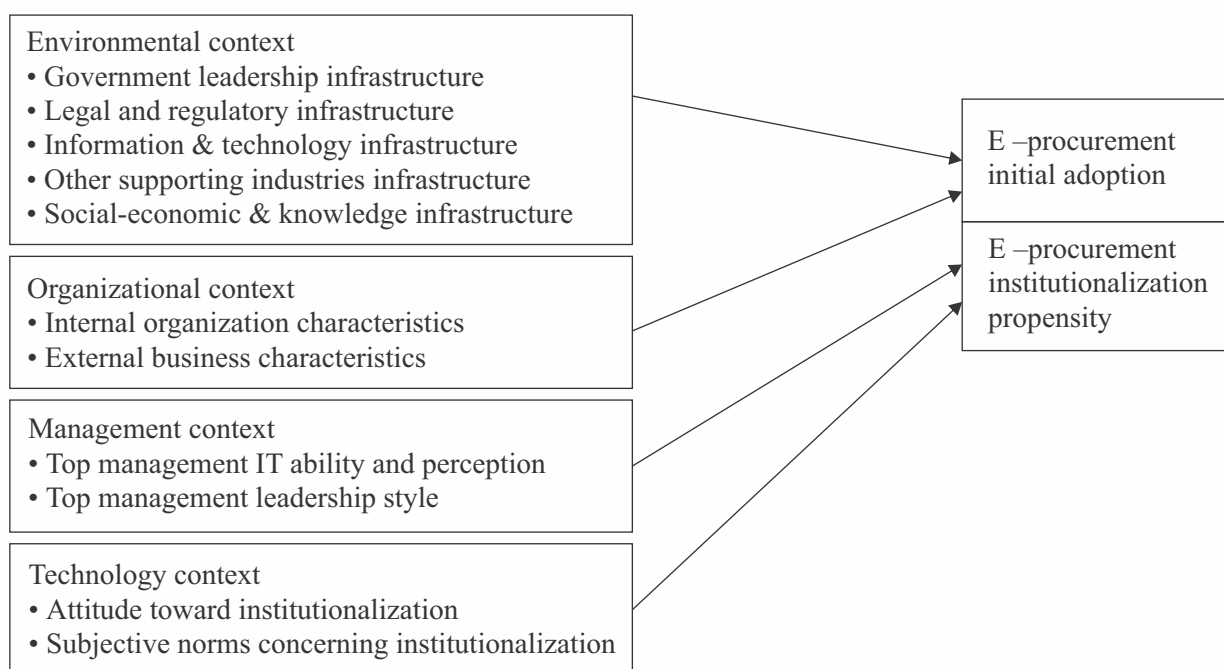 Environmental context
• Government leadership infrastructure
• Legal and regulatory infrastructure
• Information & technology infrastructure
• Other supporting industries infrastructure
• Social-economic & knowledge infrastructure
Organizational context
• Internal organization characteristics
• External business characteristics
Management context
• Top management IT ability and perception
• Top management leadership style
Technology context
• Attitude toward institutionalization
• Subjective norms concerning institutionalization
E –procurement
initial adoption
E –procurement
institutionalization
propensity